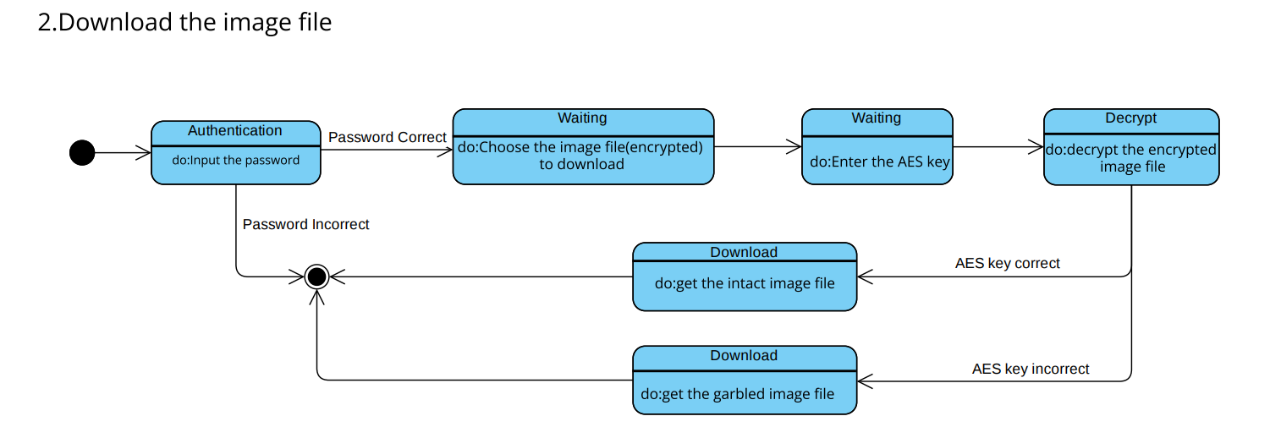 2.Download the image file
Authentication
do:Input the password
Password Correct
Waiting
do:Choose the image file(encrypted)
to download
Waiting
do:Enter the AES key
Decrypt
do:decrypt the encrypted
image file
Password Incorrect
Download
do:get the intact image file
AES key correct
Download
do:get the garbled image file
AES key incorrect